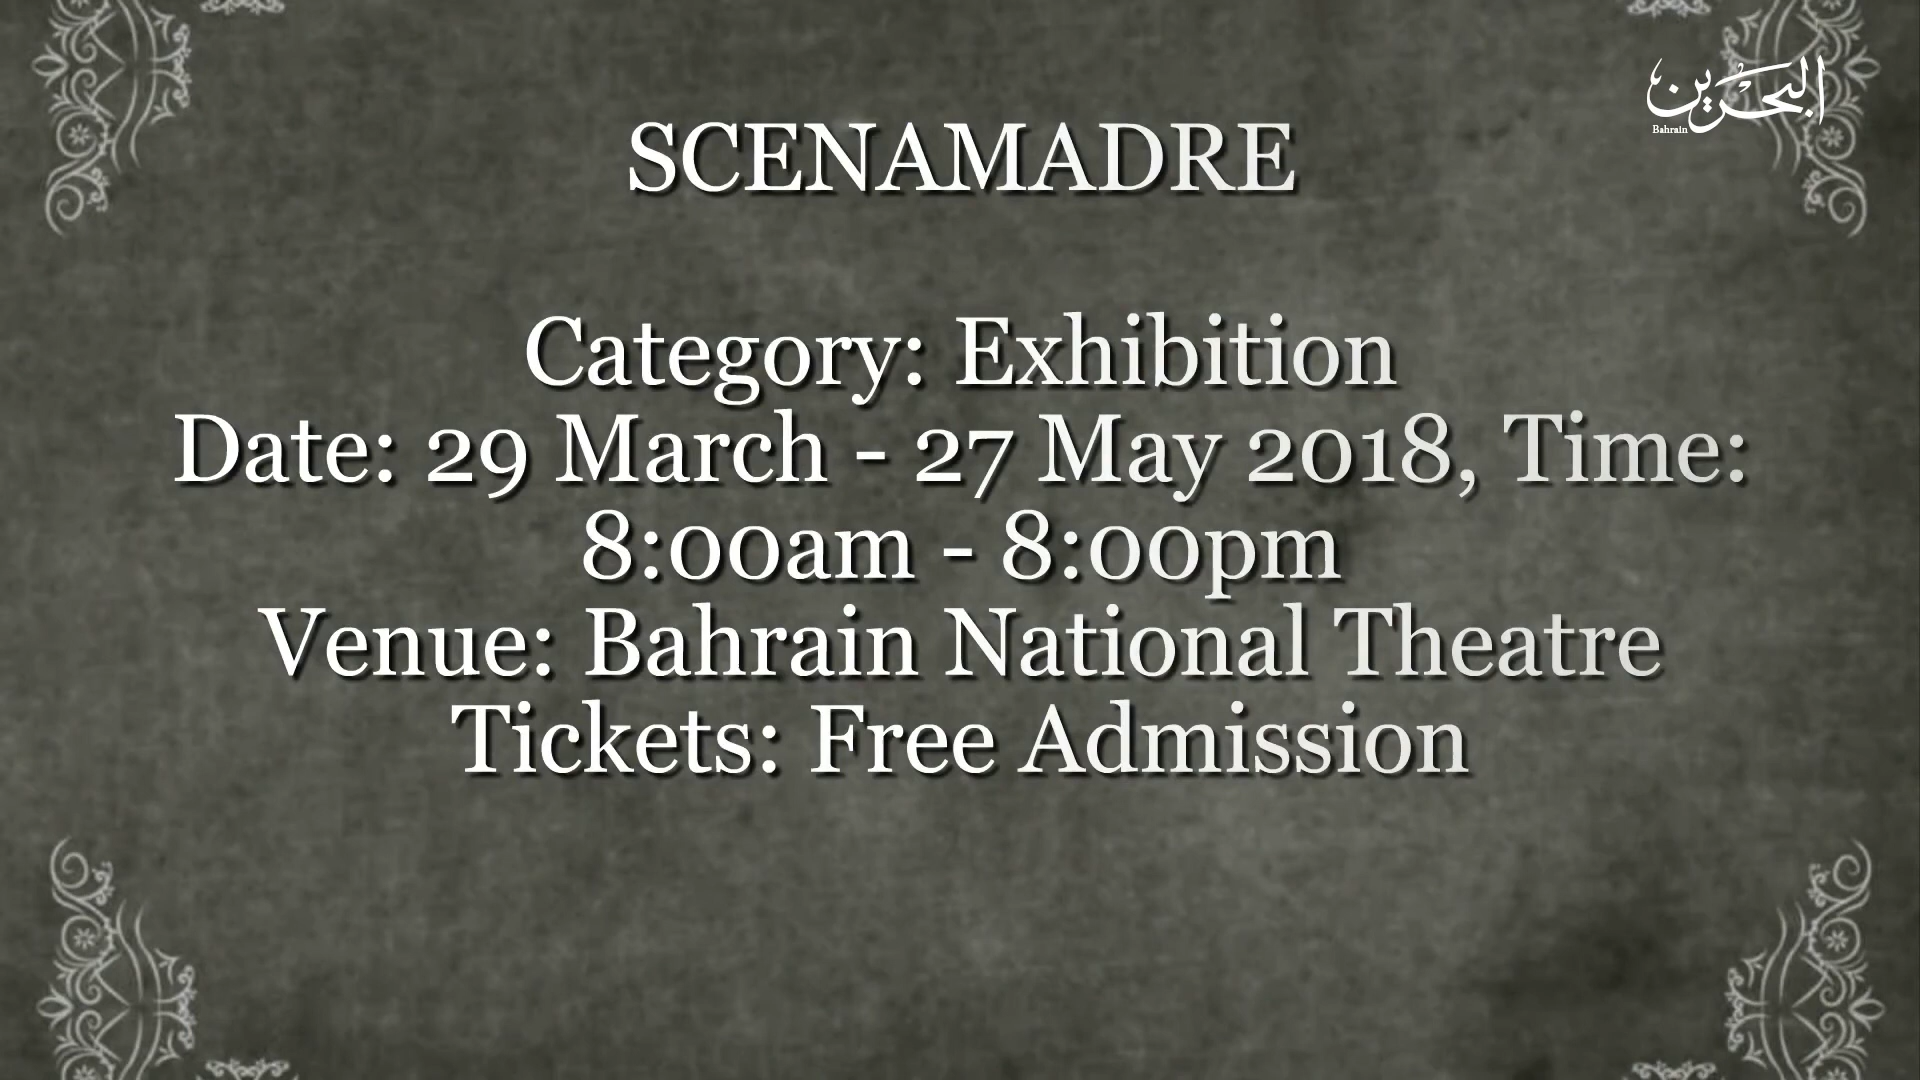 البحرين
Bahrain
SCENAMADRE
Category: Exhibition
Date: 29 March - 27 May 2018, Time:
8:00am - 8:00pm
Venue: Bahrain National Theatre
Tickets: Free Admission